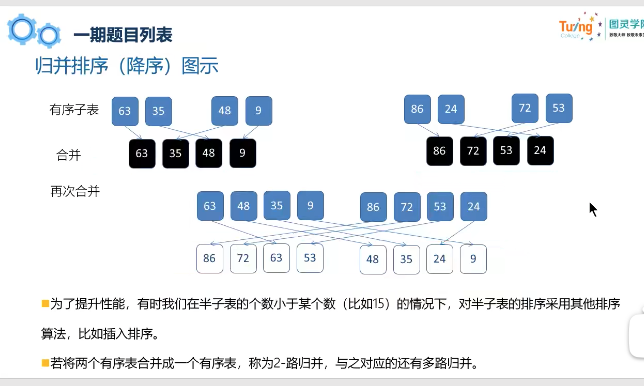 一期题目列表
Turing
College
图灵学院
归并排序（降序）图示
有序子表 63 35 48 9 86 24 72 53
合并 63 35 48 9 86 72 53 24
再次合并
63 48 35 9 86 72 53 24
86 72 63 53 48 35 24 9
为了提升性能，有时我们在半子表的个数小于某个数（比如15）的情况下，对半子表的排序采用其他排序
算法，比如插入排序。
若将两个有序表合并成一个有序表，称为2-路归并，与之对应的还有多路归并。